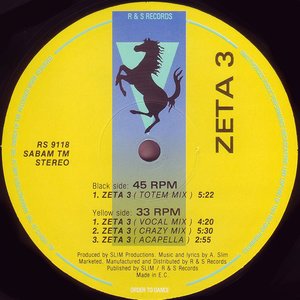 R & S RECORDS
ZETA 3
RS 9118
SABAM TM
STEREO
Black side: 45 RPM
1. ZETA 3 ( TOTEM MIX ) 5:22
Yellow side: 33 RPM
1. ZETA 3 ( VOCAL MIX ) 4:20
2. ZETA 3 ( CRAZY MIX ) 5:30
3. ZETA 3 ( ACAPELLA ) 2:55
Produced by SLIM Productions. Music and lyrics by A. Slim
Marketed, Manufactured and Distributed by R & S Records
Published by SLIM / R & S Records
Made in E.C.
ORDER TO DANCE